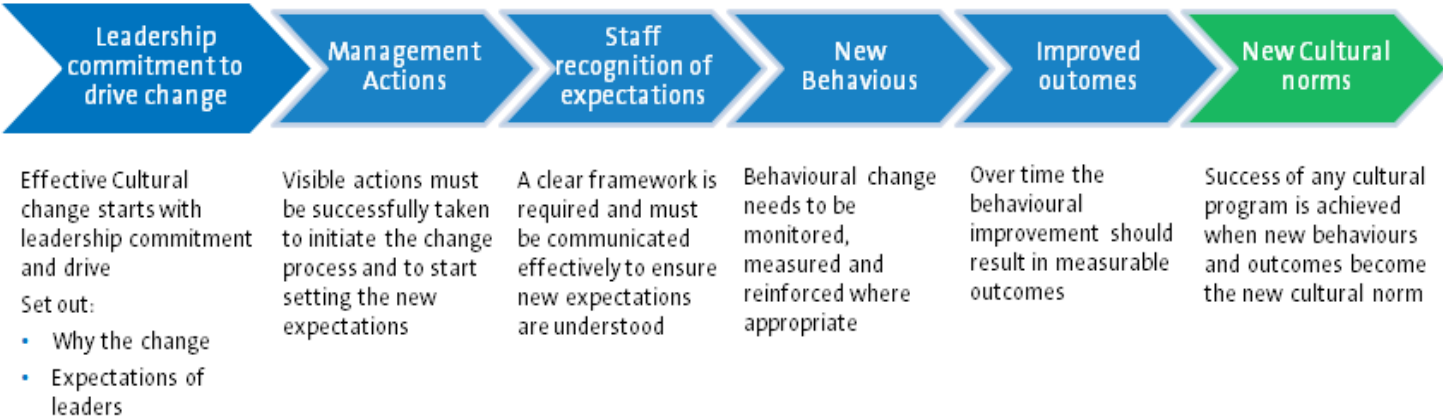 Leadership
commitment to
drive change
Management
Actions
Staff
recognition of
expectations
New
Behavious
Improved
outcomes
New Cultural
norms
Effective Cultural
change starts with
leadership commitment
and drive
Set out:
• Why the change
• Expectations of
leaders
Visible actions must
be successfully taken
to initiate the change
process and to start
setting the new
expectations
A clear framework is
required and must
be communicated
effectively to ensure
new expectations
are understood
Behavioural change
needs to be
monitored,
measured and
reinforced where
appropriate
Over time the
behavioural
improvement should
result in measurable
outcomes
Success of any cultural
program is achieved
when new behaviours
and outcomes become
the new cultural norm